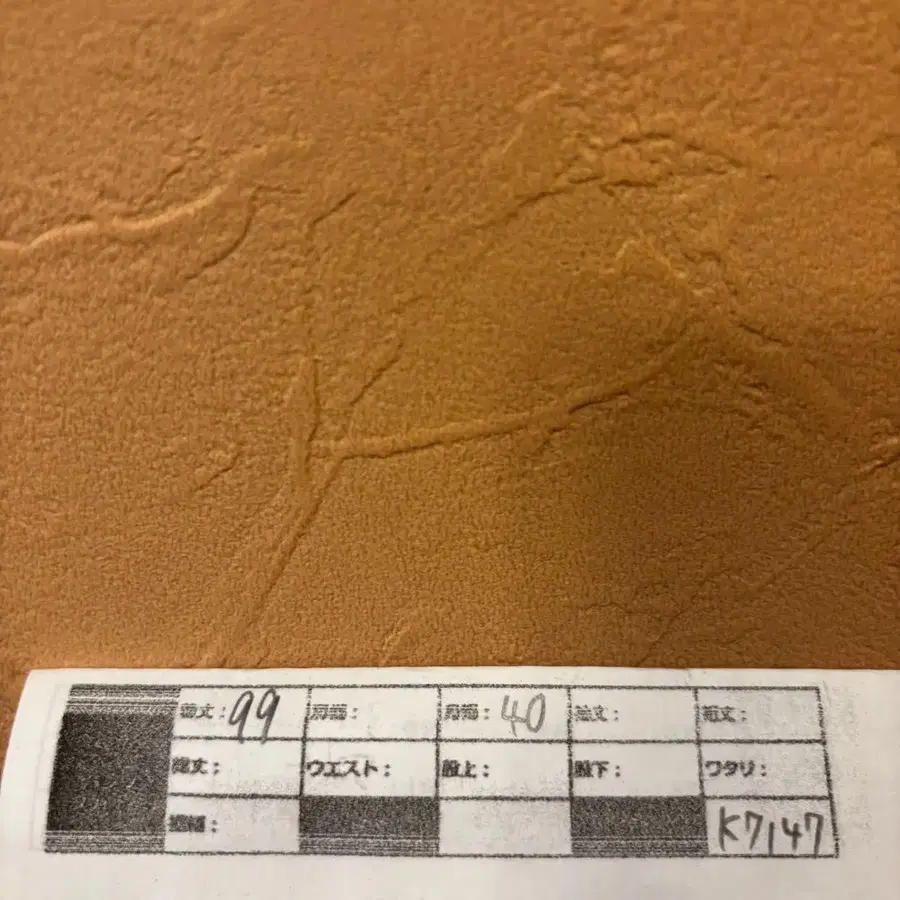 着丈：99 肩幅： 身幅：40 袖丈： 裄丈：
総丈： ウエスト： 股上： 股下： ワタリ：
裾幅： K7147